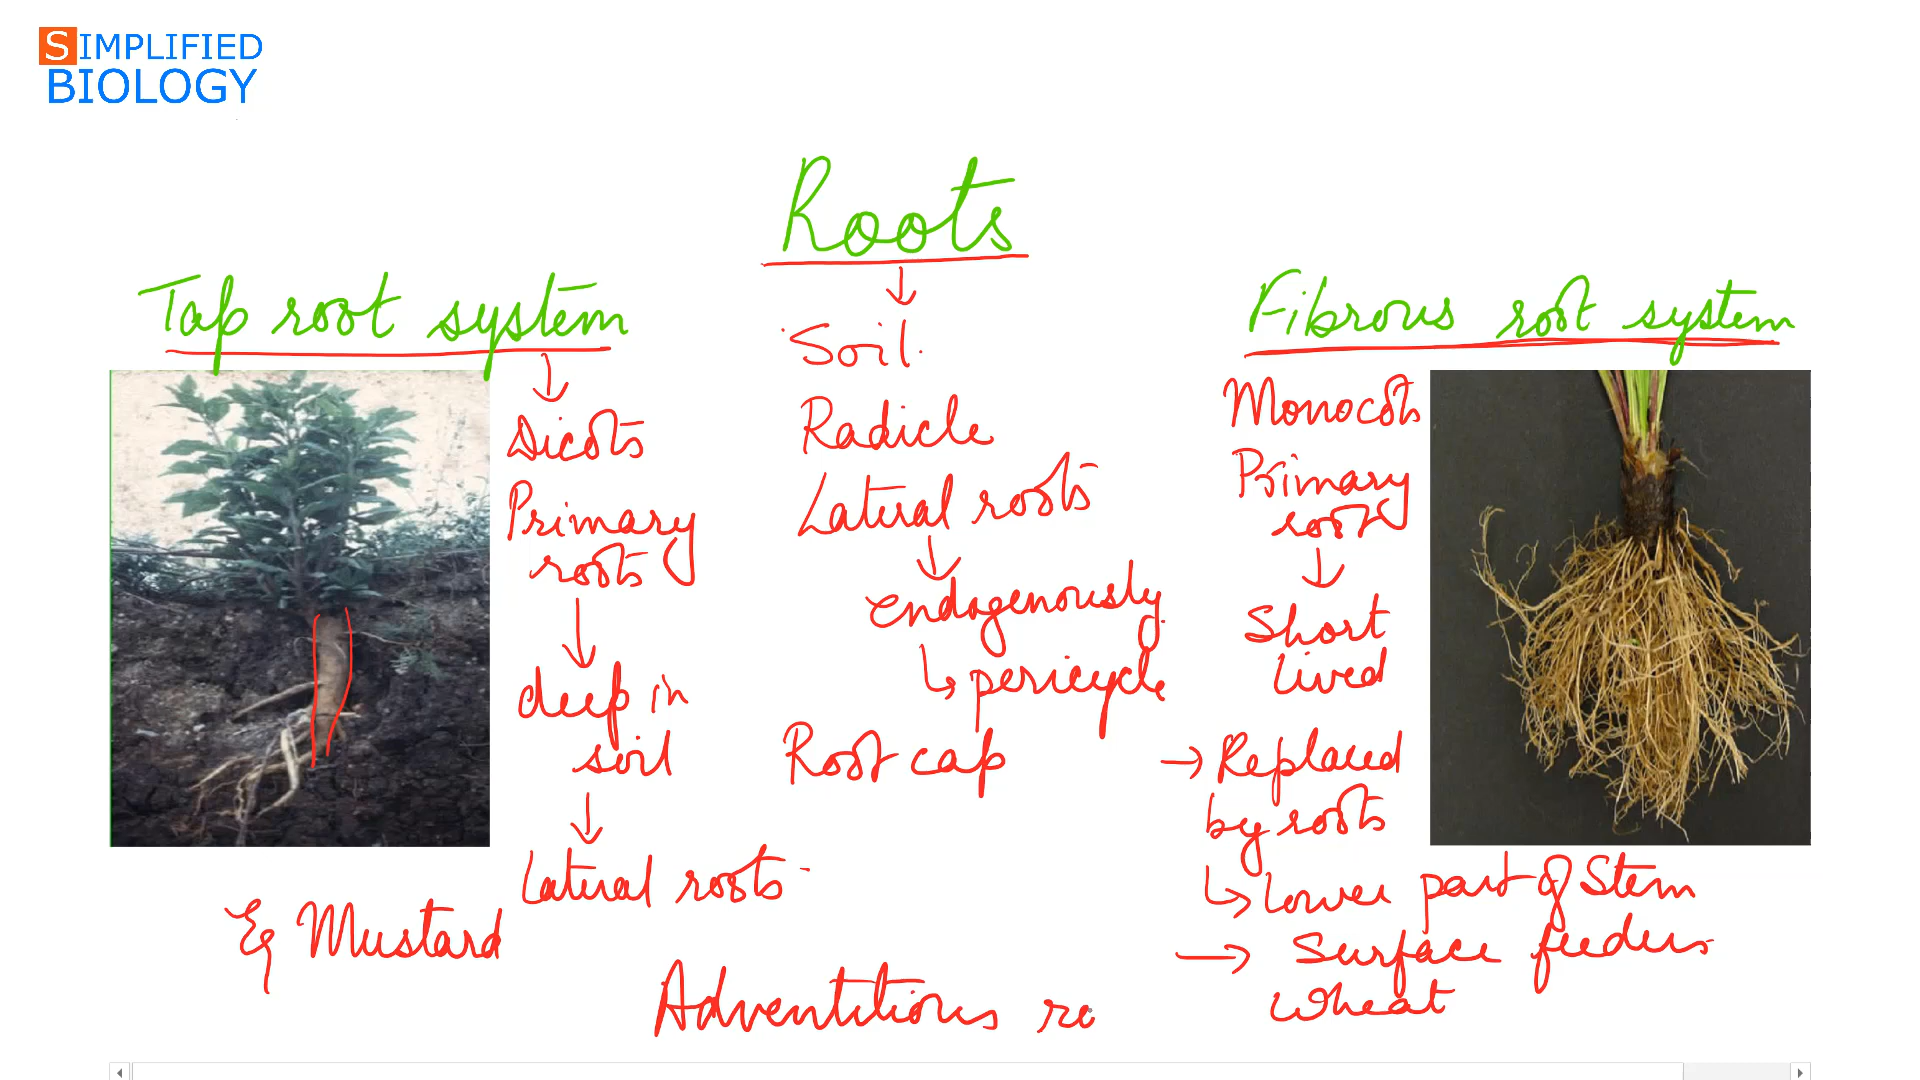 SIMPLIFIED
BIOLOGY
Roots
Tap root system
Dicots
Primary
roots
deep in
soil
Lateral roots
Eg Mustard
Soil
Radicle
Lateral roots
endogenously
pericycle
Root cap
Adventitious ro
Fibrous root system
Monocots
Primary
root
Short
lived
Replaced
by roots
Lower part of Stem
Surface feeders
Wheat